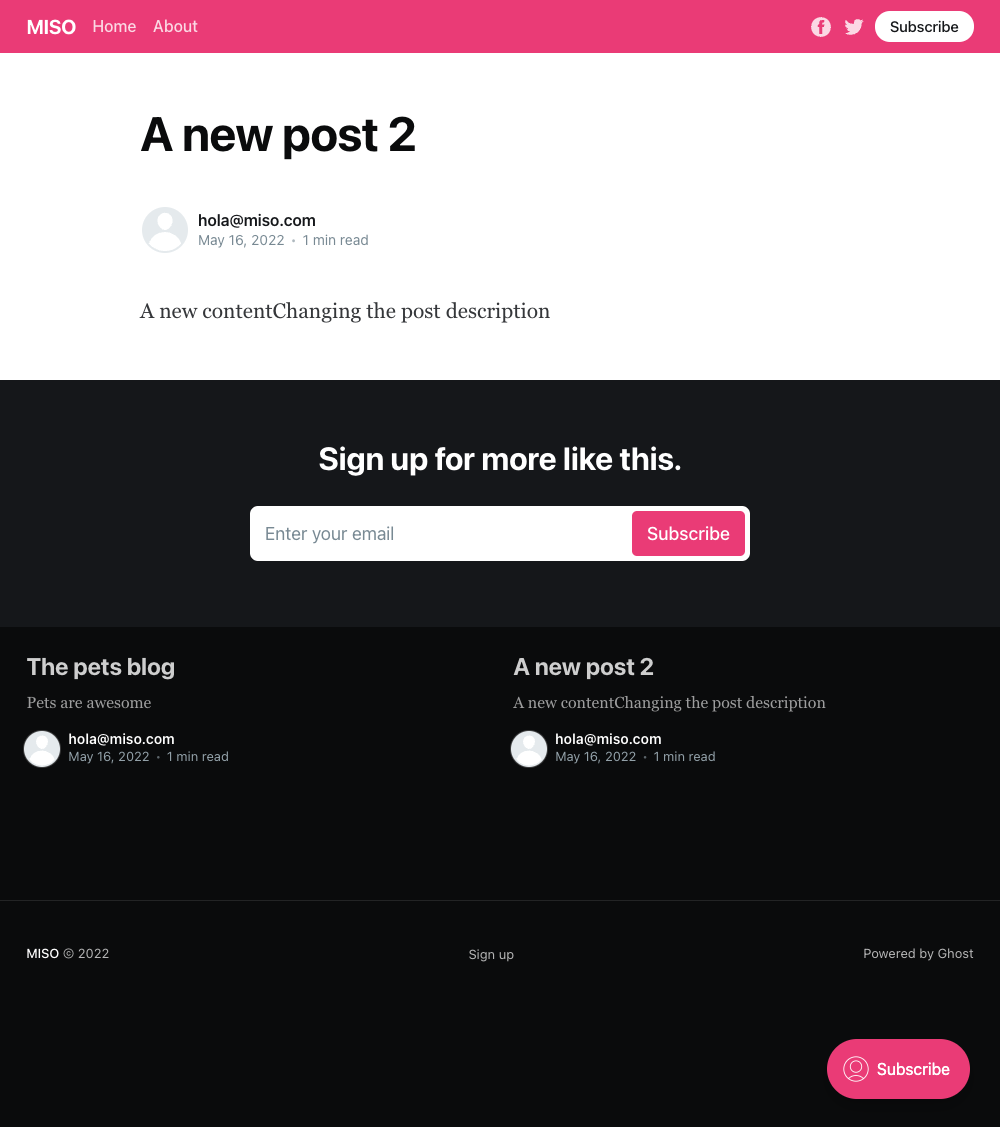 MISO Home About Subscribe
A new post 2
hola@miso.com
May 16, 2022 • 1 min read
A new contentChanging the post description
Sign up for more like this.
Enter your email Subscribe
The pets blog
Pets are awesome
hola@miso.com
May 16, 2022 • 1 min read
A new post 2
A new contentChanging the post description
hola@miso.com
May 16, 2022 • 1 min read
MISO © 2022 Sign up Powered by Ghost
Subscribe